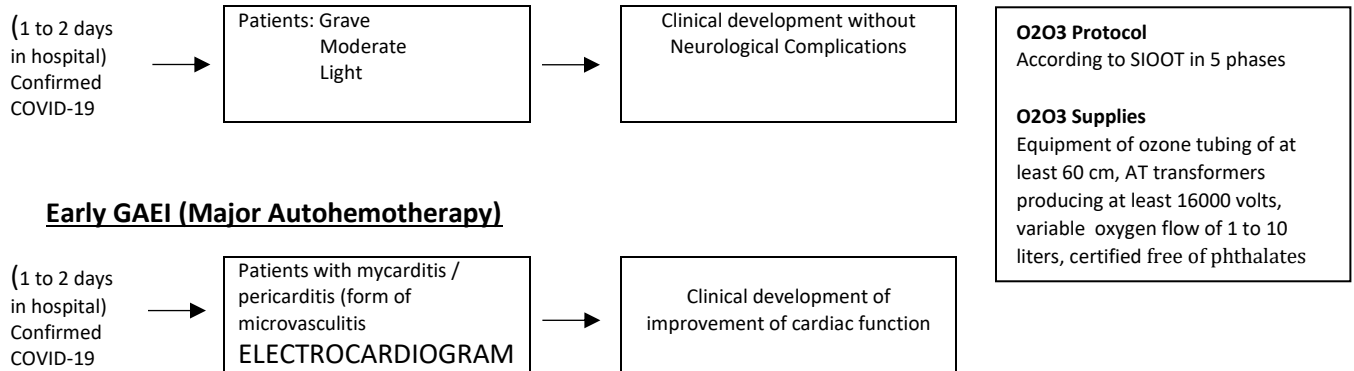 (1 to 2 days
in hospital)
Confirmed
COVID-19
Patients: Grave
Moderate
Light
Clinical development without
Neurological Complications
O2O3 Protocol
According to SIOOT in 5 phases
O2O3 Supplies
Equipment of ozone tubing of at
least 60 cm, AT transformers
producing at least 16000 volts,
variable oxygen flow of 1 to 10
liters, certified free of phthalates
Early GAEI (Major Autohemotherapy)
(1 to 2 days
in hospital)
Confirmed
COVID-19
Patients with mycarditis /
pericarditis (form of
microvasculitis
ELECTROCARDIOGRAM
Clinical development of
improvement of cardiac function